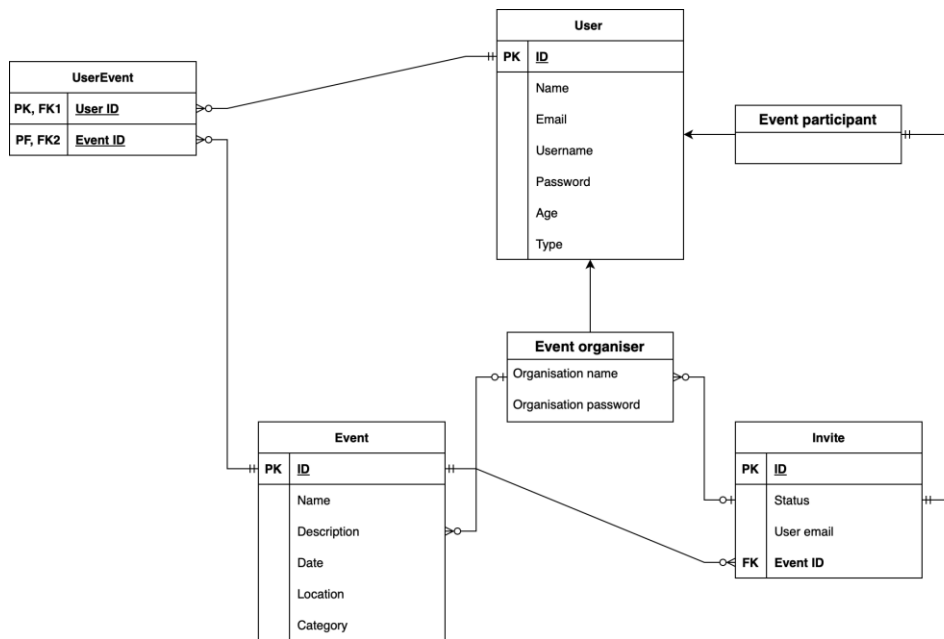 User
PK ID
Name
Email
Username
Password
Age
Type
UserEvent
PK, FK1 User ID
PF, FK2 Event ID
Event participant
Event organiser
Organisation name
Organisation password
Event
PK ID
Name
Description
Date
Location
Category
Invite
PK ID
Status
User email
FK Event ID